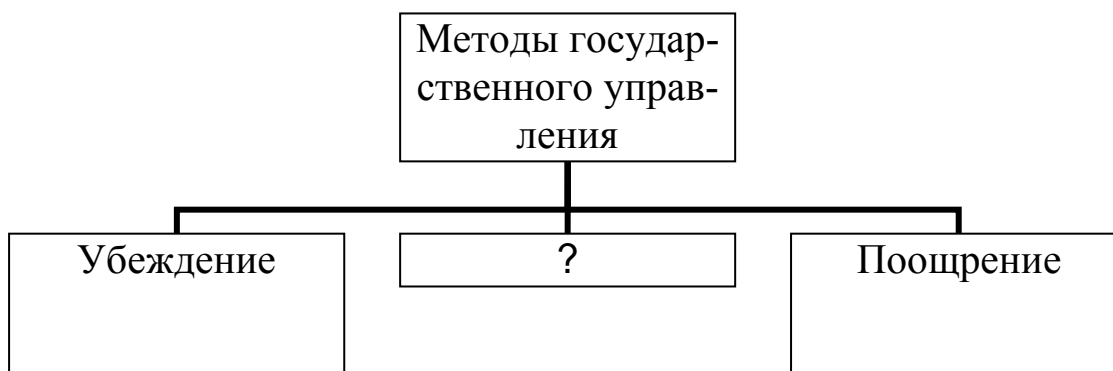 Методы государ-
ственного управ-
ления
Убеждение
?
Поощрение